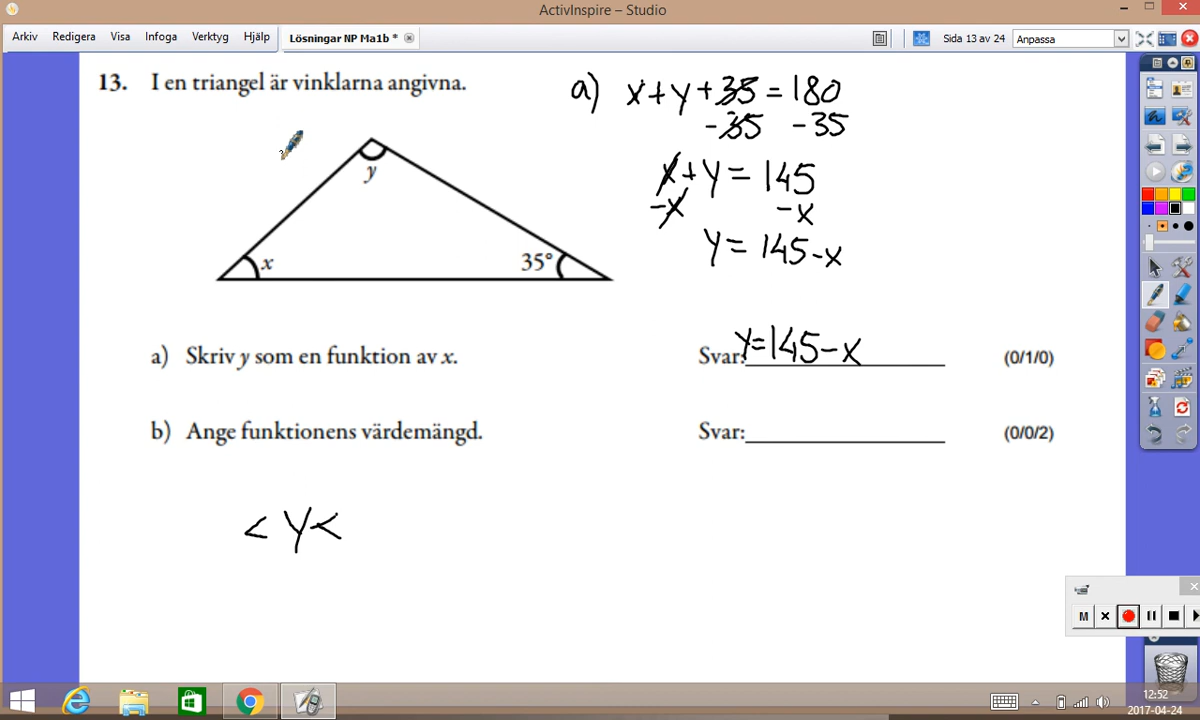 ActivInspire – Studio
Arkiv Redigera Visa Infoga Verktyg Hjälp Lösningar NP Ma1b * Sida 13 av 24 Anpassa
13. I en triangel är vinklarna angivna.
a) x+y+35=180
-35 -35
x+y=145
-x -x
y=145-x
y
x
35°
a) Skriv y som en funktion av x. Svar: y=145-x (0/1/0)
b) Ange funktionens värdemängd. Svar: (0/0/2)
< y <
M
12:52
2017-04-24